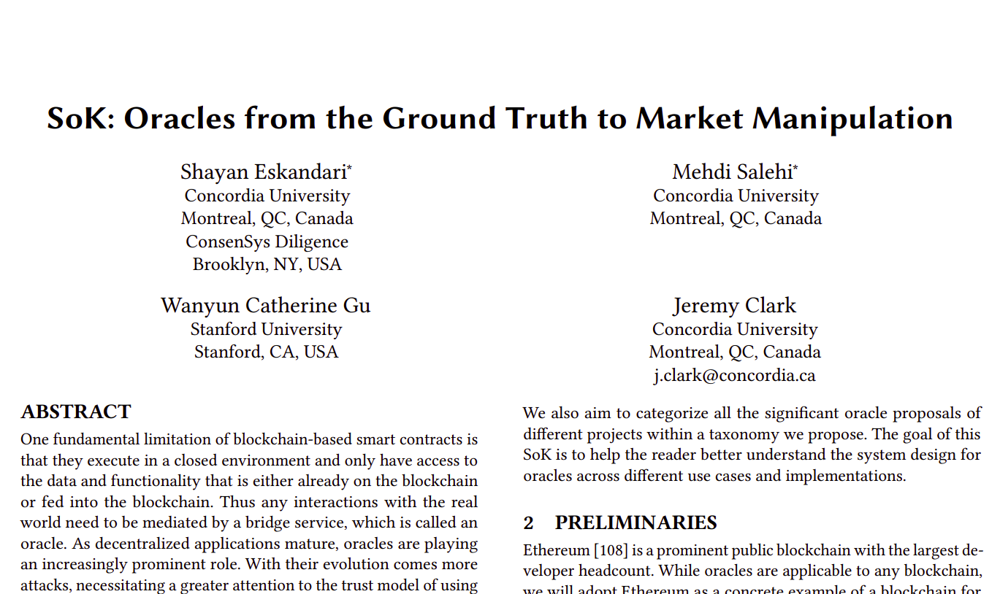 SoK: Oracles from the Ground Truth to Market Manipulation
Shayan Eskandari*
Concordia University
Montreal, QC, Canada
ConsenSys Diligence
Brooklyn, NY, USA
Mehdi Salehi*
Concordia University
Montreal, QC, Canada
Wanyun Catherine Gu
Stanford University
Stanford, CA, USA
Jeremy Clark
Concordia University
Montreal, QC, Canada
j.clark@concordia.ca
ABSTRACT
One fundamental limitation of blockchain-based smart contracts is
that they execute in a closed environment and only have access to
the data and functionality that is either already on the blockchain
or fed into the blockchain. Thus any interactions with the real
world need to be mediated by a bridge service, which is called an
oracle. As decentralized applications mature, oracles are playing
an increasingly prominent role. With their evolution comes more
attacks, necessitating a greater attention to the trust model of using
We also aim to categorize all the significant oracle proposals of
different projects within a taxonomy we propose. The goal of this
SoK is to help the reader better understand the system design for
oracles across different use cases and implementations.
2 PRELIMINARIES
Ethereum [108] is a prominent public blockchain with the largest de-
veloper headcount. While oracles are applicable to any blockchain,
we will adopt Ethereum as a concrete example of a blockchain for